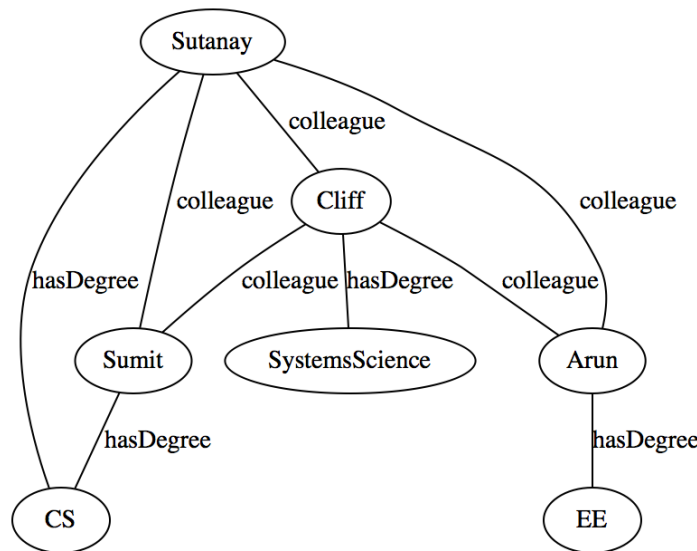 Sutanay
colleague
Cliff
colleague
colleague
hasDegree
colleague
hasDegree
colleague
Sumit
SystemsScience
Arun
hasDegree
hasDegree
CS
EE